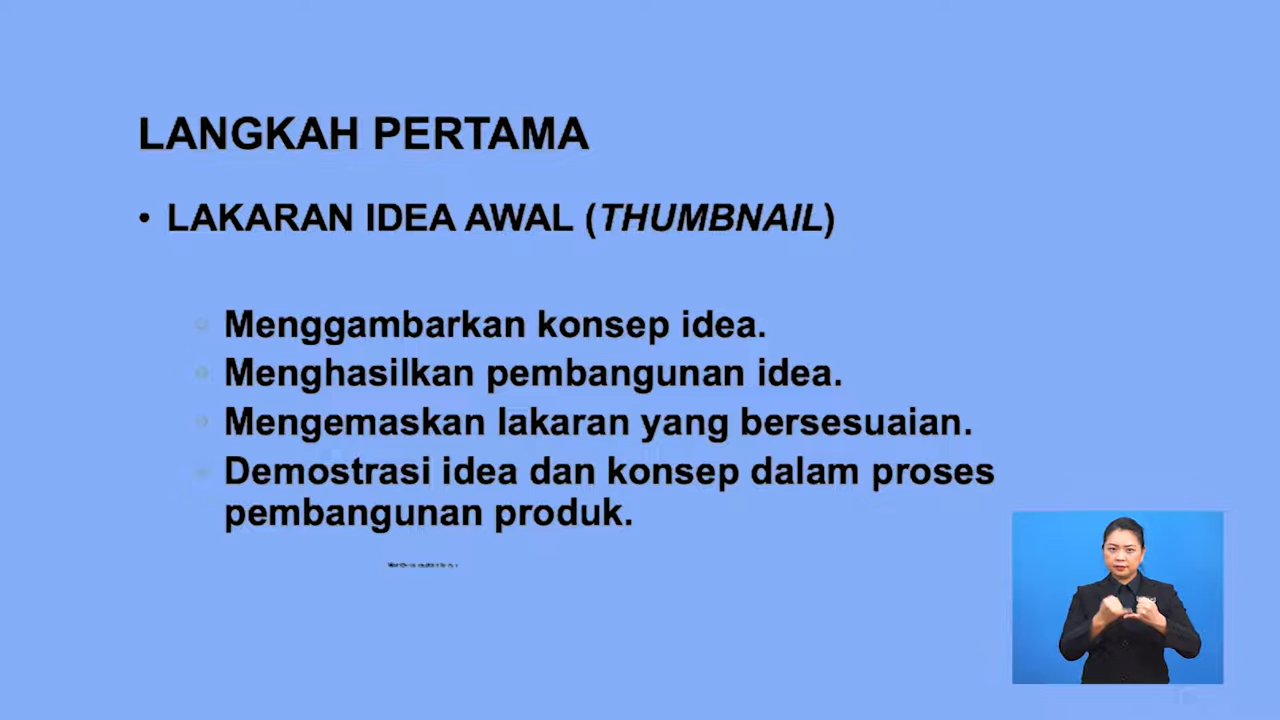 LANGKAH PERTAMA
• LAKARAN IDEA AWAL (THUMBNAIL)
Menggambarkan konsep idea.
Menghasilkan pembangunan idea.
Mengemaskan lakaran yang bersesuaian.
Demostrasi idea dan konsep dalam proses
pembangunan produk.